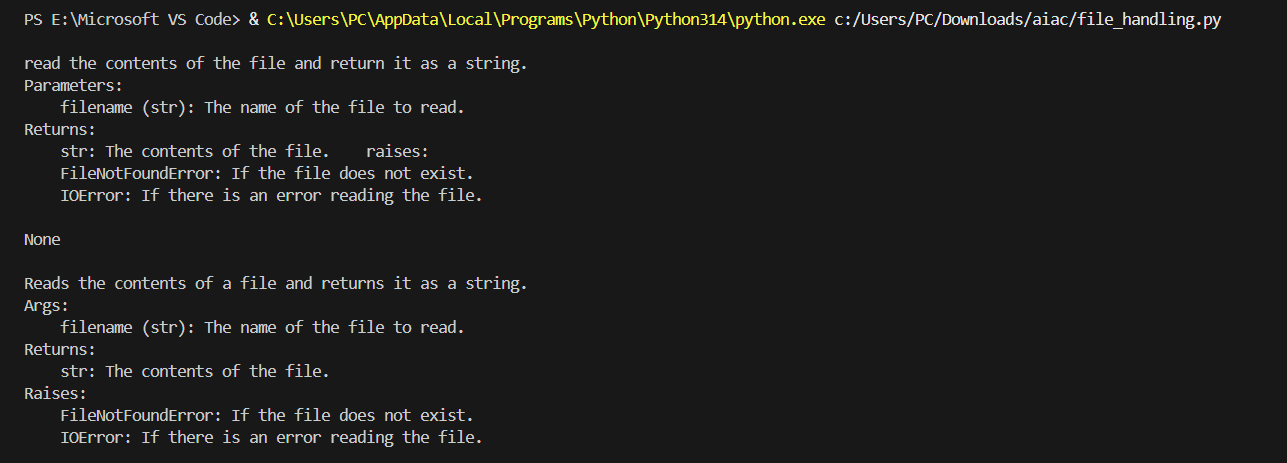 PS E:\Microsoft VS Code> & C:\Users\PC\AppData\Local\Programs\Python\Python314\python.exe c:/Users/PC/Downloads/aiac/file_handling.py
read the contents of the file and return it as a string.
Parameters:
    filename (str): The name of the file to read.
Returns:
    str: The contents of the file.    raises:
    FileNotFoundError: If the file does not exist.
    IOError: If there is an error reading the file.
None
Reads the contents of a file and returns it as a string.
Args:
    filename (str): The name of the file to read.
Returns:
    str: The contents of the file.
Raises:
    FileNotFoundError: If the file does not exist.
    IOError: If there is an error reading the file.